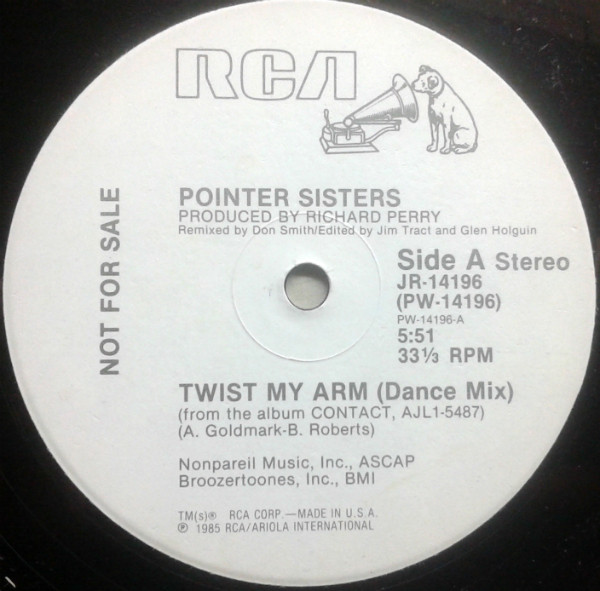 RCA
NOT FOR SALE
POINTER SISTERS
PRODUCED BY RICHARD PERRY
Remixed by Don Smith/Edited by Jim Tract and Glen Holguin
Side A Stereo
JR-14196
(PW-14196)
PW-14196-A
5:51
33⅓ RPM
TWIST MY ARM (Dance Mix)
(from the album CONTACT, AJL1-5487)
(A. Goldmark-B. Roberts)
Nonpareil Music, Inc., ASCAP
Broozertoones, Inc., BMI
TM(s)® RCA CORP.—MADE IN U.S.A.
℗ 1985 RCA/ARIOLA INTERNATIONAL